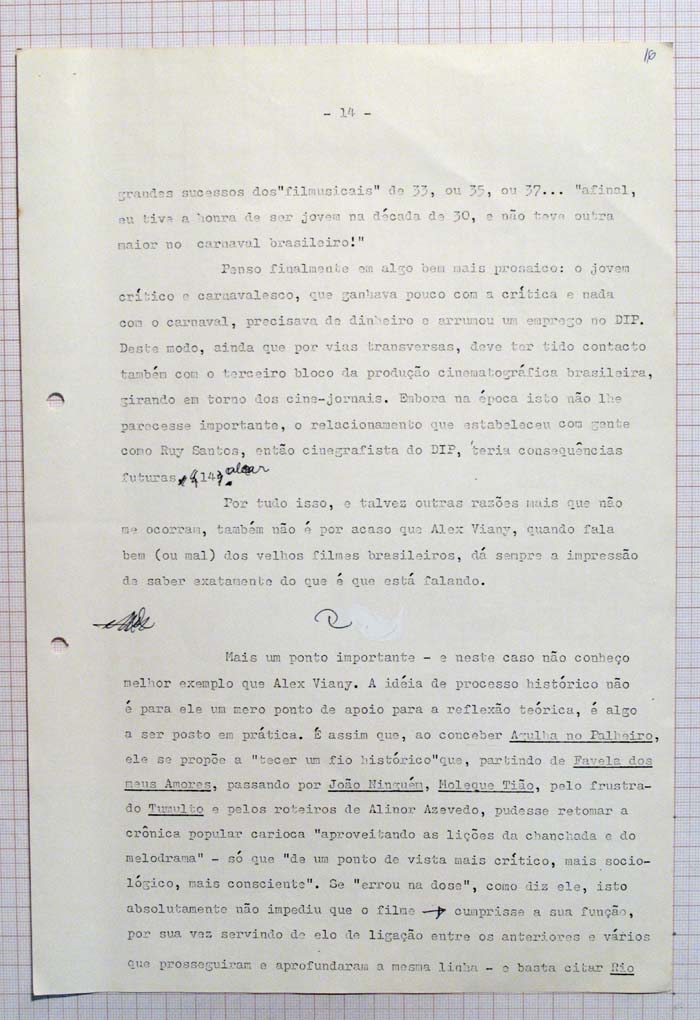 10
- 14 -
grandes sucessos dos"filmusicais" de 33, ou 35, ou 37... "afinal,
eu tive a honra de ser jovem na década de 30, e não teve outra
maior no carnaval brasileiro!"
Penso finalmente em algo bem mais prosaico: o jovem
crítico e carnavalesco, que ganhava pouco com a crítica e nada
com o carnaval, precisava de dinheiro e arrumou um emprego no DIP.
Deste modo, ainda que por vias transversas, deve ter tido contacto
também com o terceiro bloco da produção cinematográfica brasileira,
girando em torno dos cine-jornais. Embora na época isto não lhe
parecesse importante, o relacionamento que estabeleceu com gente
como Ruy Santos, então cinegrafista do DIP, teria consequências
futuras 14 alçar
Por tudo isso, e talvez outras razões mais que não
me ocorram, também não é por acaso que Alex Viany, quando fala
bem (ou mal) dos velhos filmes brasileiros, dá sempre a impressão
de saber exatamente do que é que está falando.
Mais um ponto importante - e neste caso não conheço
melhor exemplo que Alex Viany. A idéia de processo histórico não
é para ele um mero ponto de apoio para a reflexão teórica, é algo
a ser posto em prática. É assim que, ao conceber Agulha no Palheiro,
ele se propõe a "tecer um fio histórico"que, partindo de Favela dos
meus Amores, passando por João Ninguém, Moleque Tião, pelo frustra-
do Tumulto e pelos roteiros de Alinor Azevedo, pudesse retomar a
crônica popular carioca "aproveitando as lições da chanchada e do
melodrama" - só que "de um ponto de vista mais crítico, mais socio-
lógico, mais consciente". Se "errou na dose", como diz ele, isto
absolutamente não impediu que o filme cumprisse a sua função,
por sua vez servindo de elo de ligação entre os anteriores e vários
que prosseguiram e aprofundaram a mesma linha - e basta citar Rio